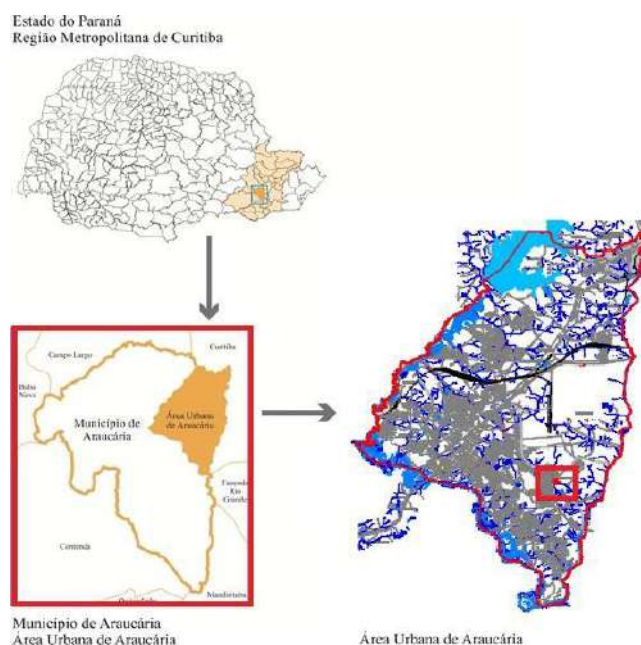 Estado do Paraná
Região Metropolitana de Curitiba
Curitiba
Campo Largo
Balsa
Nova
Área Urbana
de Araucária
Município de
Araucária
Fazenda
Rio
Grande
Contenda
Mandirituba
Município de Araucária
Área Urbana de Araucária
Área Urbana de Araucária